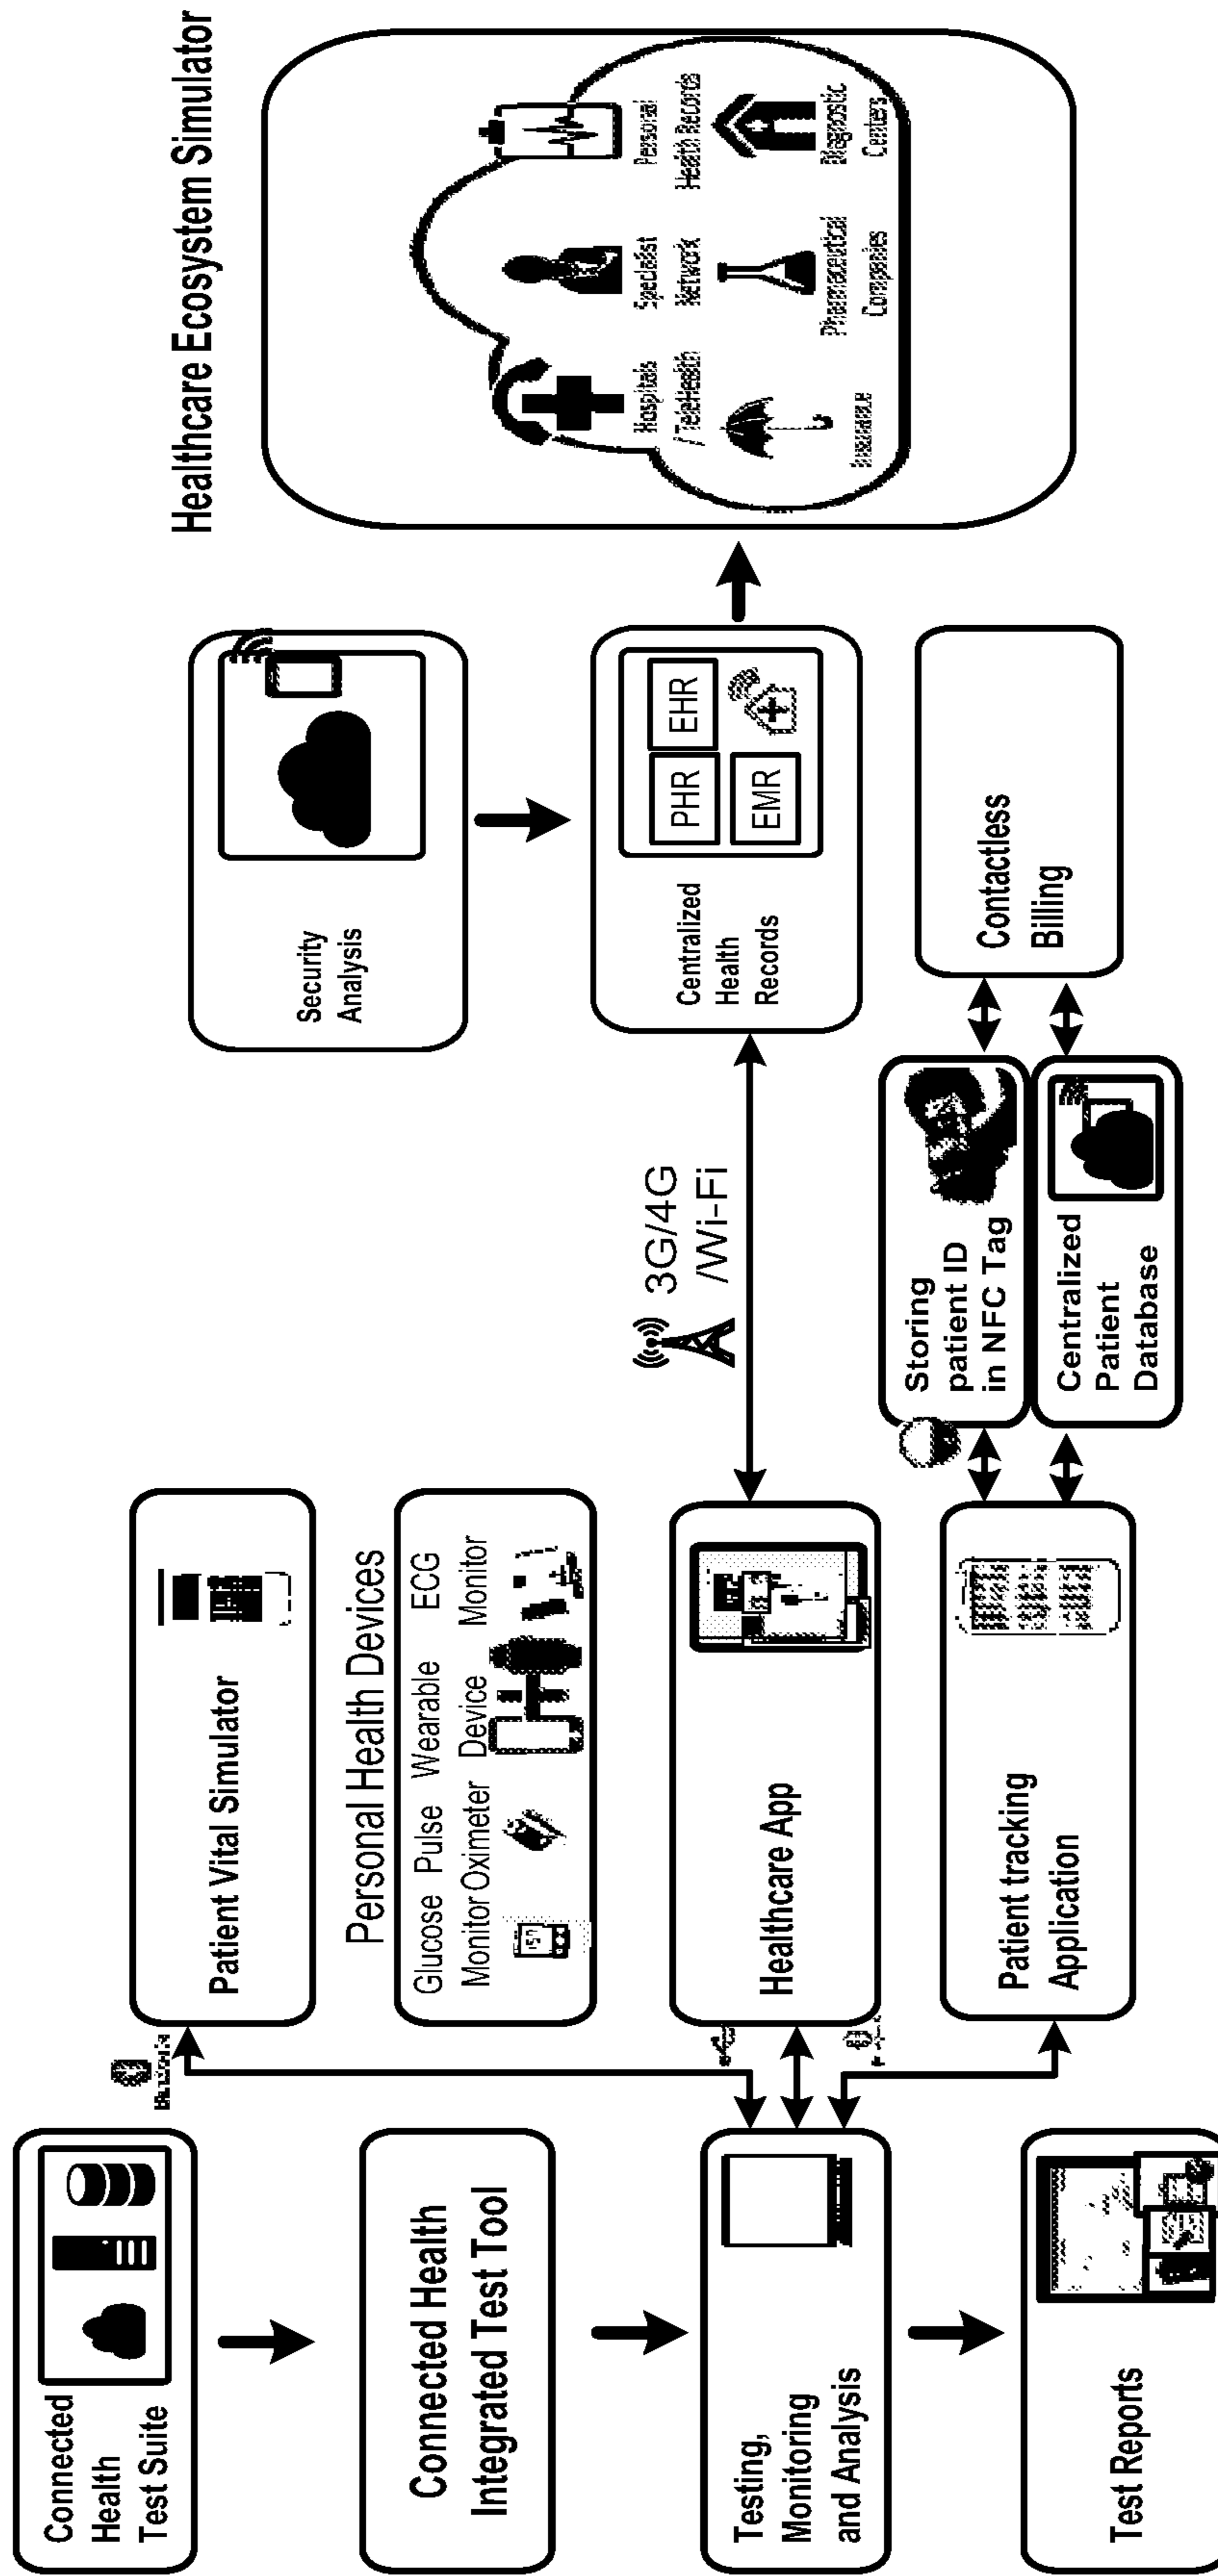 Connected
Health
Test Suite
Connected Health
Integrated Test Tool
Testing,
Monitoring
and Analysis
Test Reports
Patient Vital Simulator
Personal Health Devices
Glucose Pulse Wearable ECG
Monitor Oximeter Device Monitor
Healthcare App
Patient tracking
Application
3G/4G
/Wi-Fi
Storing
patient ID
in NFC Tag
Centralized
Patient
Database
Security
Analysis
Centralized
Health
Records
PHR
EHR
EMR
Contactless
Billing
Healthcare Ecosystem Simulator
Hospitals
/ TeleHealth
Specialist
Network
Personal
Health Records
Insurance
Pharmaceutical
Companies
Diagnostic
Centers